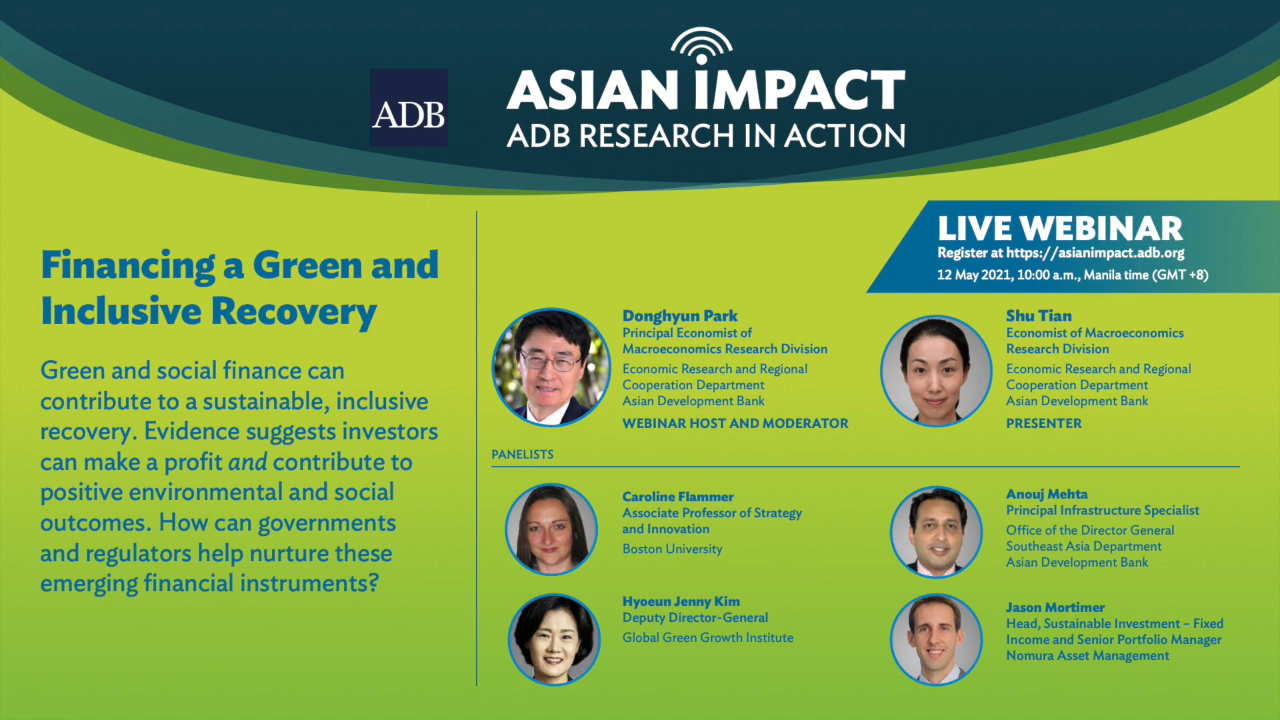 ADB
ASIAN IMPACT
ADB RESEARCH IN ACTION
LIVE WEBINAR
Register at https://asianimpact.adb.org
12 May 2021, 10:00 a.m., Manila time (GMT +8)
Financing a Green and
Inclusive Recovery
Green and social finance can
contribute to a sustainable, inclusive
recovery. Evidence suggests investors
can make a profit and contribute to
positive environmental and social
outcomes. How can governments
and regulators help nurture these
emerging financial instruments?
Donghyun Park
Principal Economist of
Macroeconomics Research Division
Economic Research and Regional
Cooperation Department
Asian Development Bank
WEBINAR HOST AND MODERATOR
Shu Tian
Economist of Macroeconomics
Research Division
Economic Research and Regional
Cooperation Department
Asian Development Bank
PRESENTER
PANELISTS
Caroline Flammer
Associate Professor of Strategy
and Innovation
Boston University
Anouj Mehta
Principal Infrastructure Specialist
Office of the Director General
Southeast Asia Department
Asian Development Bank
Hyoeun Jenny Kim
Deputy Director-General
Global Green Growth Institute
Jason Mortimer
Head, Sustainable Investment – Fixed
Income and Senior Portfolio Manager
Nomura Asset Management